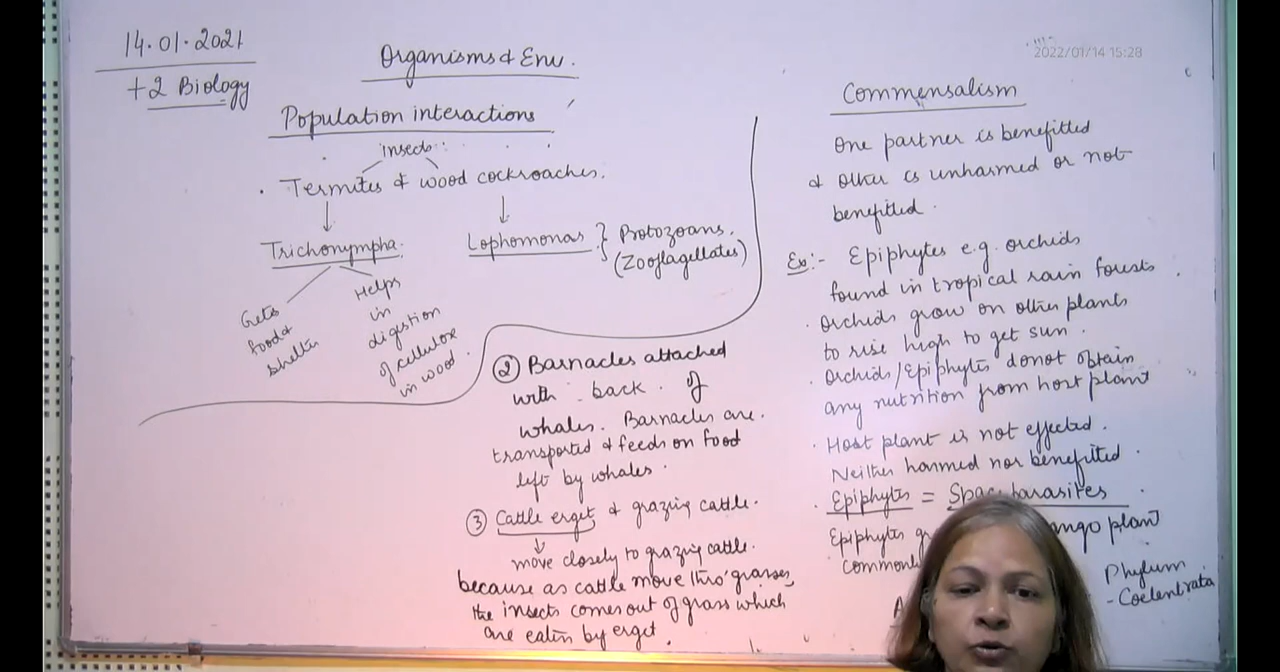 14.01.2021
+2 Biology
Organisms & Env.
Population interactions
insects
Termites & wood cockroaches.
Trichonympha.
Lophomonas } Protozoans.
(Zooflagellates)
Gets
food &
shelter
Helps
in
digestion
of cellulose
in wood.
② Barnacles attached
with back of
whales. Barnacles are.
transported & feeds on food
left by whales.
③ Cattle erget & grazing cattle.
move closely to grazing cattle.
because as cattle move thro' grasses,
the insects comes out of grass which
are eaten by erget.
2022/01/14 15:28
Commensalism
One partner is benefitted
& other is unharmed or not
benefitted.
Ex:- Epiphytes e.g. orchids
found in tropical rain forests.
. Orchids grow on other plants
to rise high to get sun.
. Orchids/Epiphytes donot obtain
any nutrition from host plant
. Host plant is not effected.
Neither harmed nor benefitted.
. Epiphytes = Space parasites
Epiphytes plant
Phylum
- Coelentrata